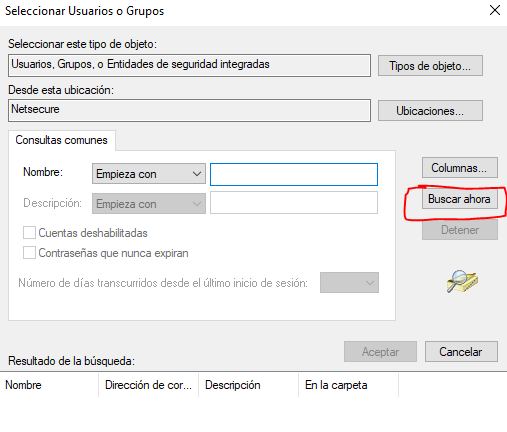 Seleccionar Usuarios o Grupos
Seleccionar este tipo de objeto:
Usuarios, Grupos, o Entidades de seguridad integradas
Tipos de objeto...
Desde esta ubicación:
Netsecure
Ubicaciones...
Consultas comunes
Nombre:
Empieza con
Columnas...
Descripción:
Empieza con
Buscar ahora
Cuentas deshabilitadas
Detener
Contraseñas que nunca expiran
Número de días transcurridos desde el último inicio de sesión:
Aceptar
Cancelar
Resultado de la búsqueda:
Nombre
Dirección de cor...
Descripción
En la carpeta